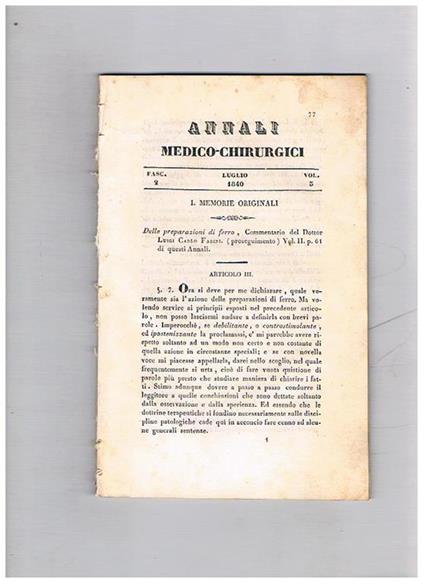 77
ANNALI
MEDICO-CHIRURGICI
FASC. LUGLIO VOL.
2 1840 3
I. MEMORIE ORIGINALI
Delle preparazioni di ferro, Commentario del Dottor
LUIGI CARLO FARINI. (proseguimento) Vol. II. p. 61
di questi Annali.
ARTICOLO III.
§. 7. Ora si deve per me dichiarare, quale ve-
ramente sia l'azione delle preparazioni di ferro. Ma vo-
lendo servire ai principii esposti nel precedente artico-
lo, non posso lasciarmi andare a definirla con brevi pa-
role. Imperocchè, se debilitante, o controstimolante,
od ipostenizzante la proclamassi, e' mi parrebbe avere ri-
spetto soltanto ad un modo non certo e non costante di
quella azione in circostanze speciali; e se con novella
voce mi piacesse appellarla, darei nello scoglio, nel quale
frequentemente si urta, cioè di fare vuota quistione di
parole più presto che studiare maniera di chiarire i fat-
ti. Stimo adunque dovere a passo a passo condurre il
leggitore a quelle conchiusioni che sono dettate soltanto
dalla osservazione e dalla sperienza. Ed essendo che le
dottrine terapeutiche si fondino necessariamente sulle disci-
pline patologiche cade qui in acconcio fare cenno ad alcu-
ne generali sentenze.
1